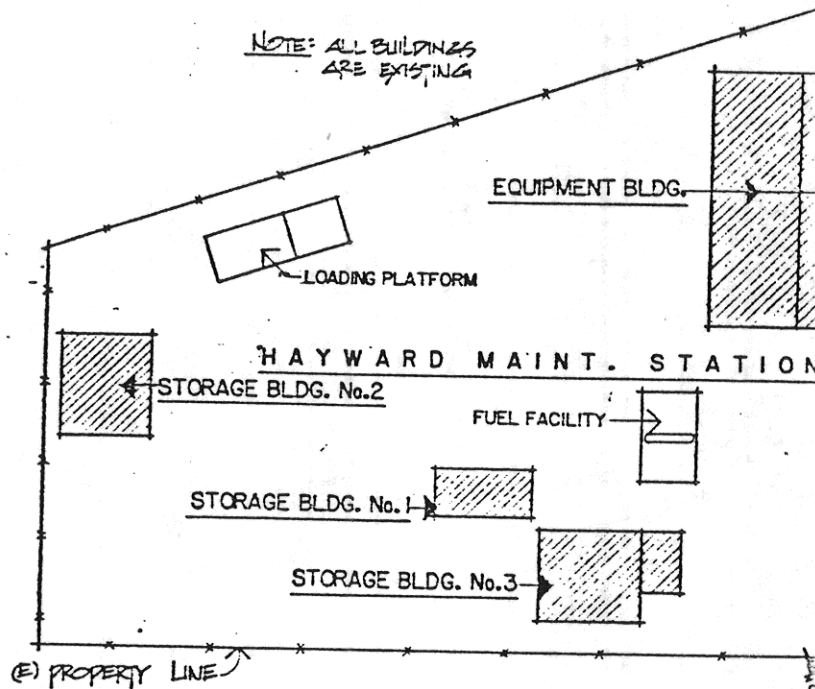 NOTE: ALL BUILDINGS
ARE EXISTING
EQUIPMENT BLDG.
LOADING PLATFORM
HAYWARD MAINT. STATION
STORAGE BLDG. No.2
FUEL FACILITY
STORAGE BLDG. No.1
STORAGE BLDG. No.3
(E) PROPERTY LINE